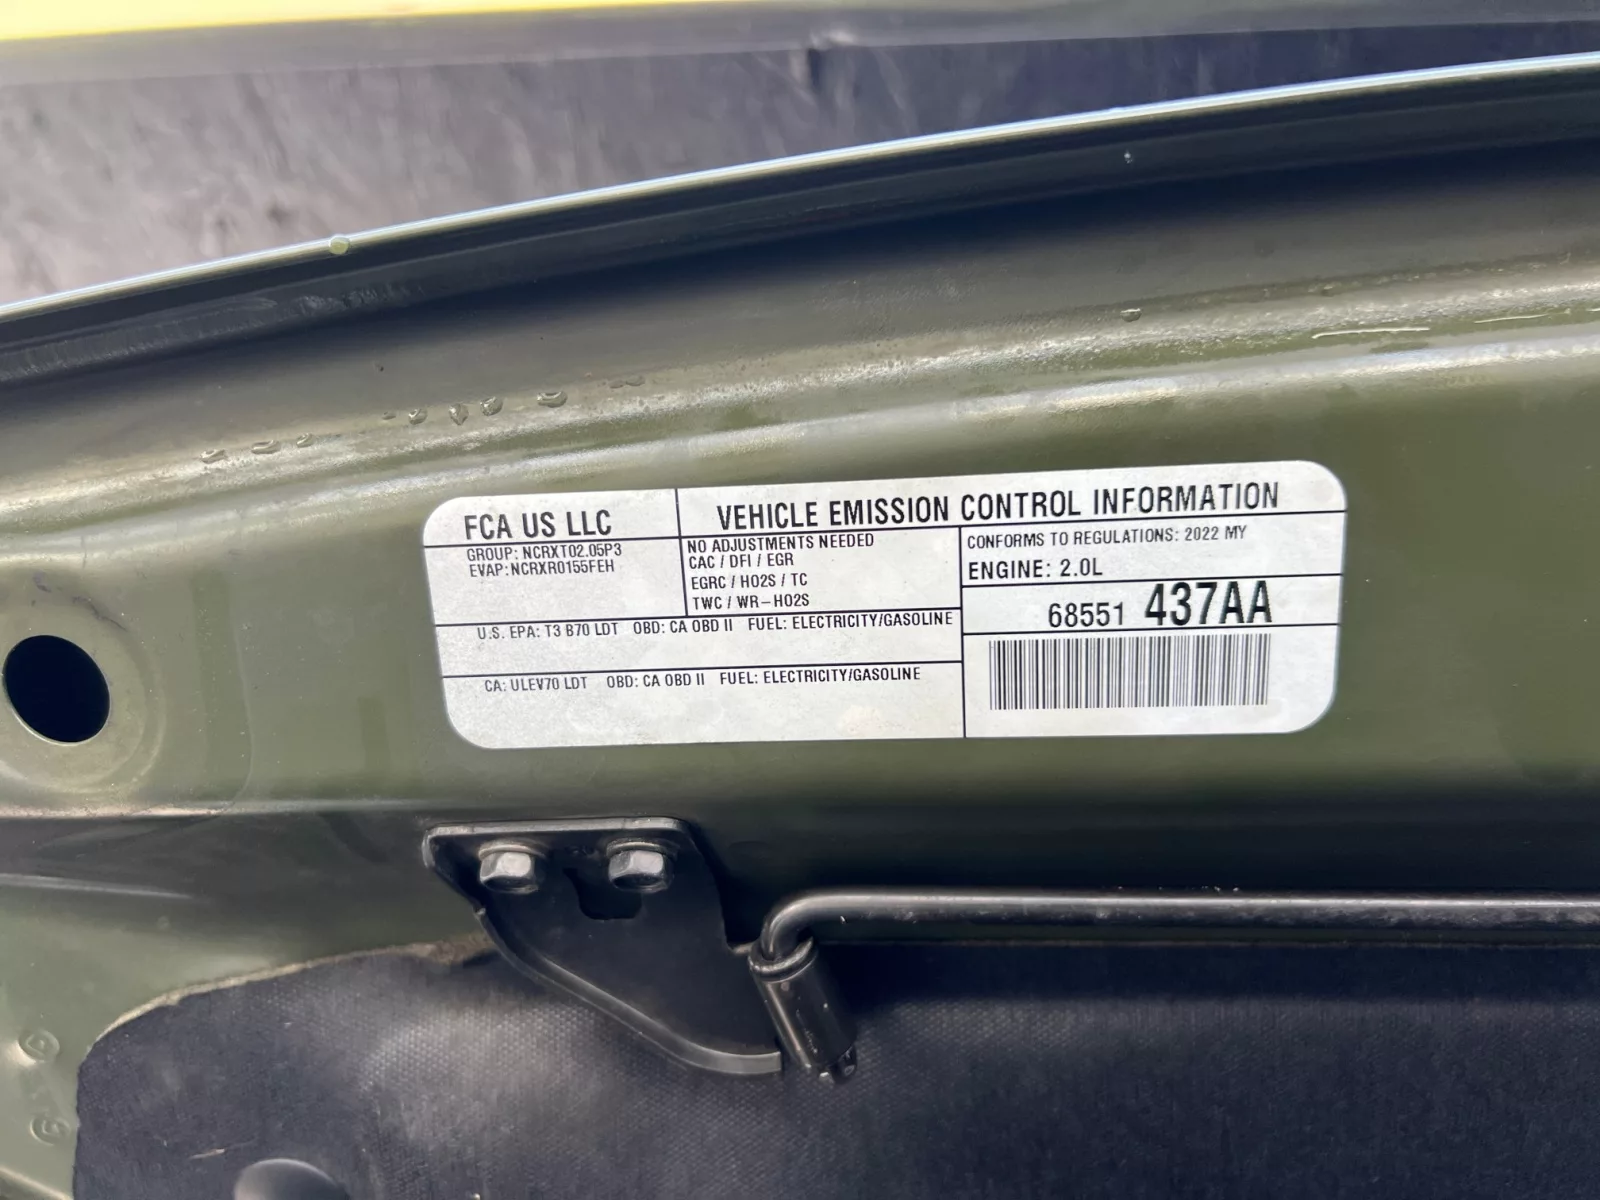 FCA US LLC
VEHICLE EMISSION CONTROL INFORMATION
GROUP: NCRXT02.05P3
EVAP: NCRXR0155FEH
NO ADJUSTMENTS NEEDED
CAC / DFI / EGR
EGRC / HO2S / TC
TWC / WR-HO2S
CONFORMS TO REGULATIONS: 2022 MY
ENGINE: 2.0L
68551 437AA
U.S. EPA: T3 B70 LDT OBD: CA OBD II FUEL: ELECTRICITY/GASOLINE
CA: ULEV70 LDT OBD: CA OBD II FUEL: ELECTRICITY/GASOLINE